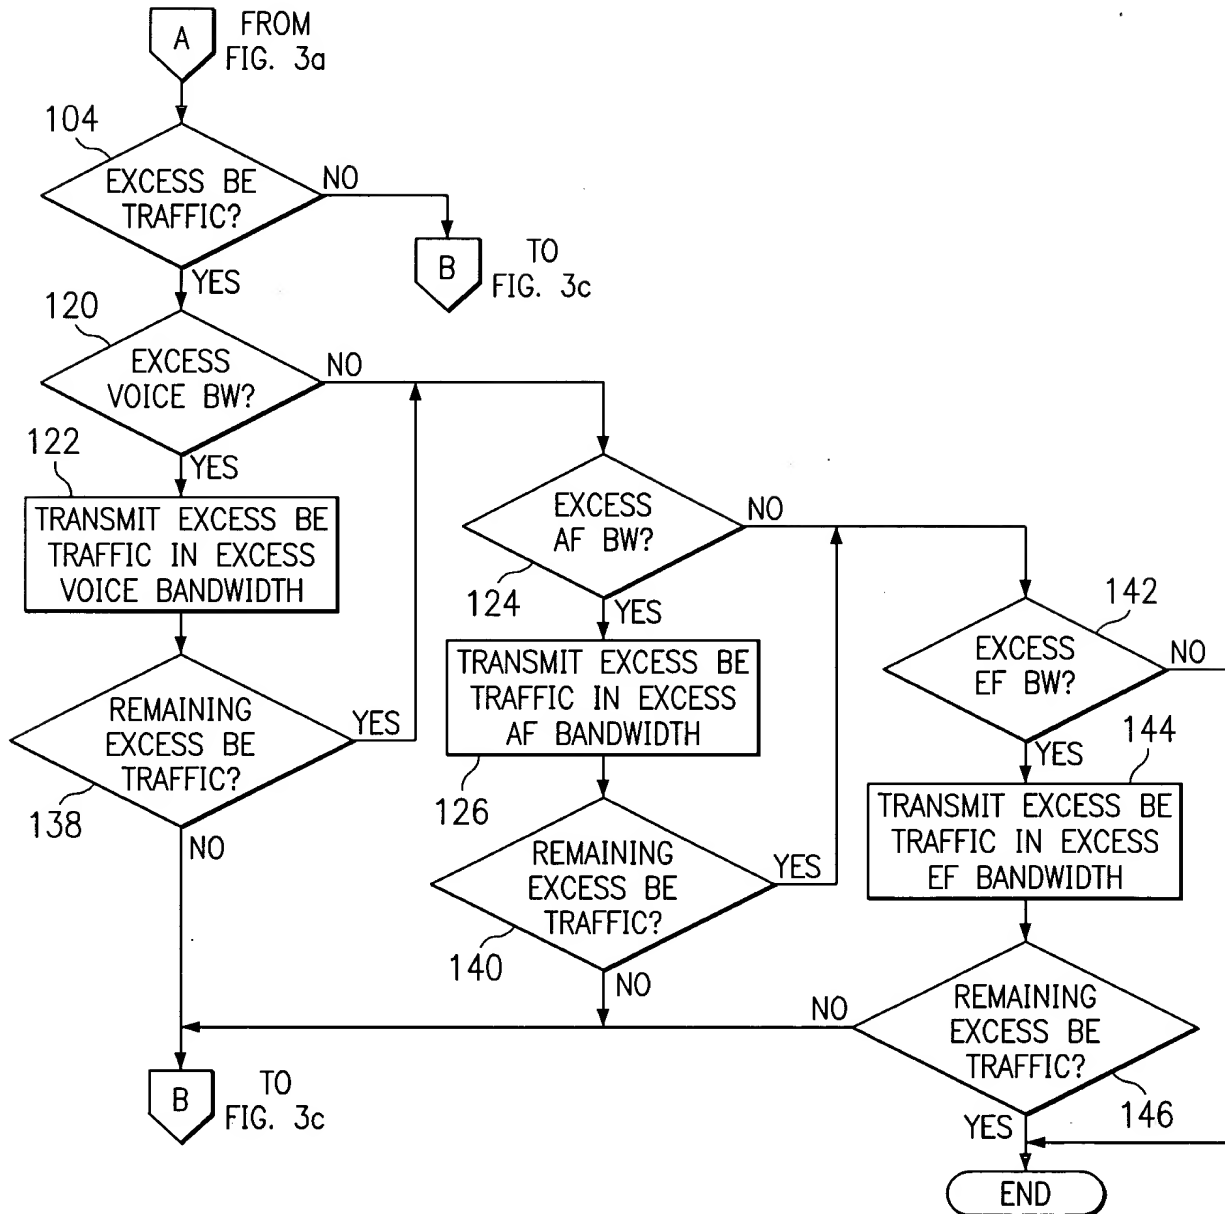 A
FROM
FIG. 3a
104
EXCESS BE
TRAFFIC?
NO
B
TO
FIG. 3c
YES
120
EXCESS
VOICE BW?
NO
YES
122
TRANSMIT EXCESS BE
TRAFFIC IN EXCESS
VOICE BANDWIDTH
REMAINING
EXCESS BE
TRAFFIC?
YES
138
NO
EXCESS
AF BW?
NO
124
YES
TRANSMIT EXCESS BE
TRAFFIC IN EXCESS
AF BANDWIDTH
126
REMAINING
EXCESS BE
TRAFFIC?
YES
140
NO
142
EXCESS
EF BW?
NO
YES
144
TRANSMIT EXCESS BE
TRAFFIC IN EXCESS
EF BANDWIDTH
NO
REMAINING
EXCESS BE
TRAFFIC?
146
YES
B
TO
FIG. 3c
END